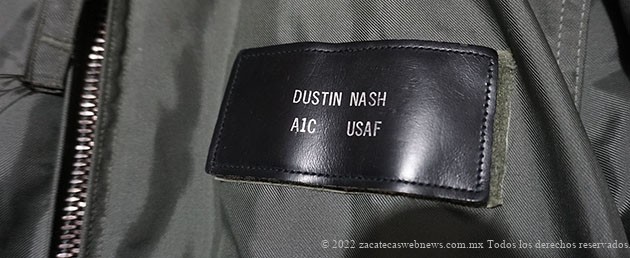 DUSTIN NASH
A1C USAF
© 2022 zacatecaswebnews.com.mx Todos los derechos reservados.